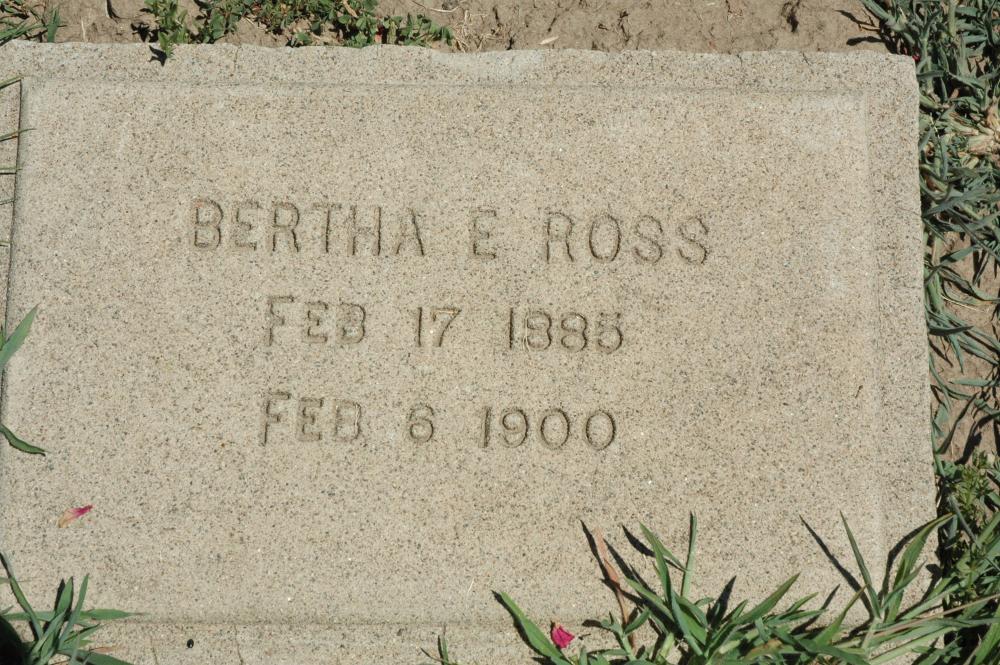 BERTHA E ROSS
FEB 17 1885
FEB 6 1900